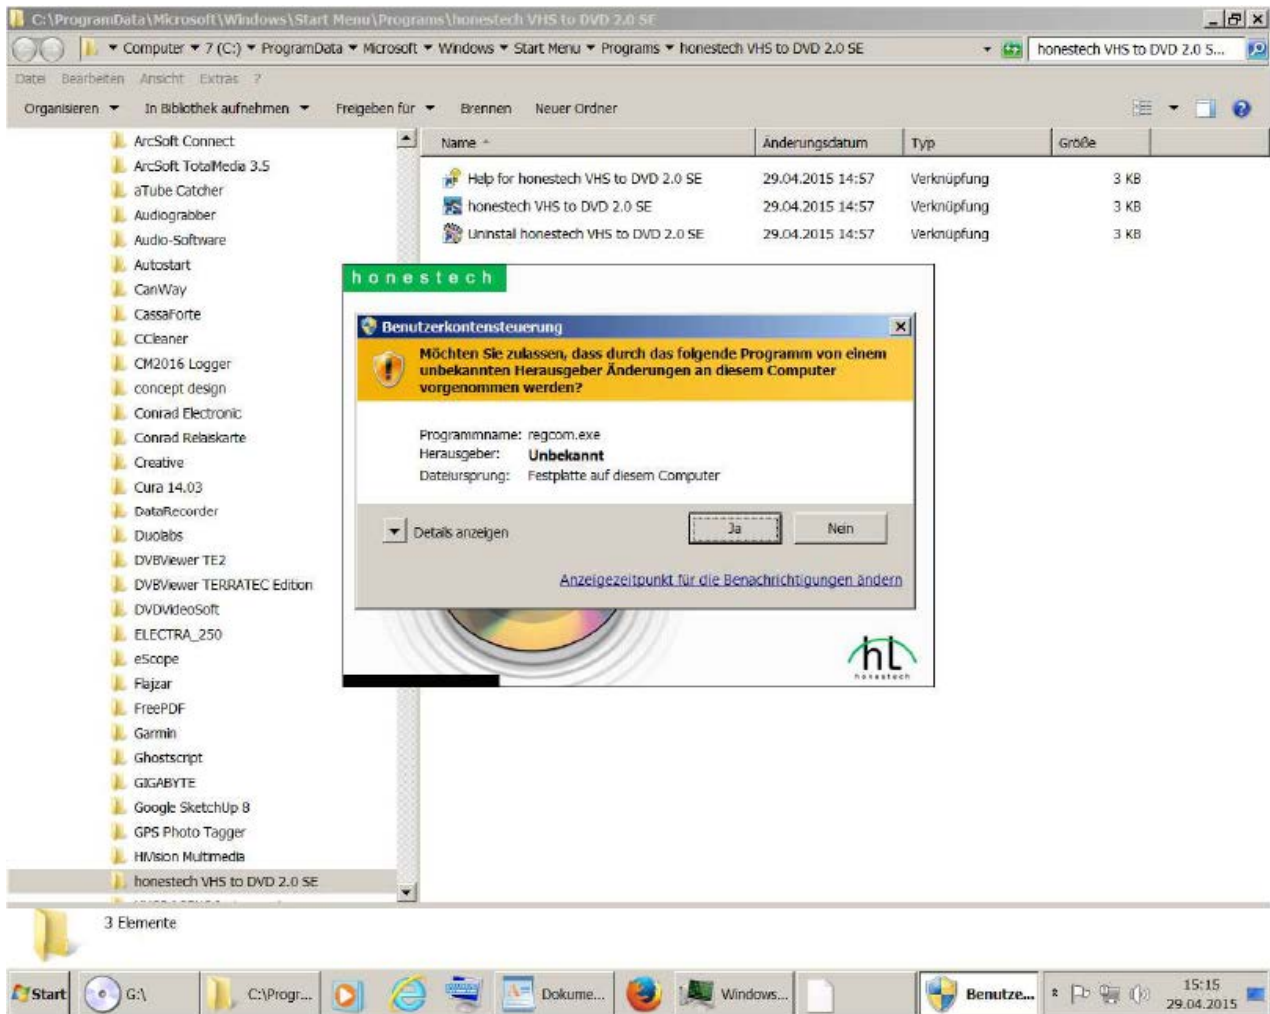 C:\ProgramData\Microsoft\Windows\Start Menu\Programs\honestech VHS to DVD 2.0 SE
Computer 7 (C:) ProgramData Microsoft Windows Start Menu Programs honestech VHS to DVD 2.0 SE
honestech VHS to DVD 2.0 S...
Datei Bearbeiten Ansicht Extras ?
Organisieren In Bibliothek aufnehmen Freigeben für Brennen Neuer Ordner
Name Änderungsdatum Typ Größe
Help for honestech VHS to DVD 2.0 SE 29.04.2015 14:57 Verknüpfung 3 KB
honestech VHS to DVD 2.0 SE 29.04.2015 14:57 Verknüpfung 3 KB
Uninstal honestech VHS to DVD 2.0 SE 29.04.2015 14:57 Verknüpfung 3 KB
ArcSoft Connect
ArcSoft TotalMedia 3.5
aTube Catcher
Audiograbber
Audio-Software
Autostart
CanWay
CassaForte
CCleaner
CM2016 Logger
concept design
Conrad Electronic
Conrad Relaiskarte
Creative
Cura 14.03
DataRecorder
Duolabs
DVBViewer TE2
DVBViewer TERRATEC Edition
DVDVideoSoft
ELECTRA_250
eScope
Flajzar
FreePDF
Garmin
Ghostscript
GIGABYTE
Google SketchUp 8
GPS Photo Tagger
HiVision Multimedia
honestech VHS to DVD 2.0 SE
honestech
Benutzerkontensteuerung
Möchten Sie zulassen, dass durch das folgende Programm von einem
unbekannten Herausgeber Änderungen an diesem Computer
vorgenommen werden?
Programmname: regcom.exe
Herausgeber: Unbekannt
Dateiursprung: Festplatte auf diesem Computer
Details anzeigen
Ja
Nein
Anzeigezeitpunkt für die Benachrichtigungen ändern
hL
honestech
3 Elemente
Start G:\ C:\Progr... Dokume... Windows... Benutze... 15:15
29.04.2015